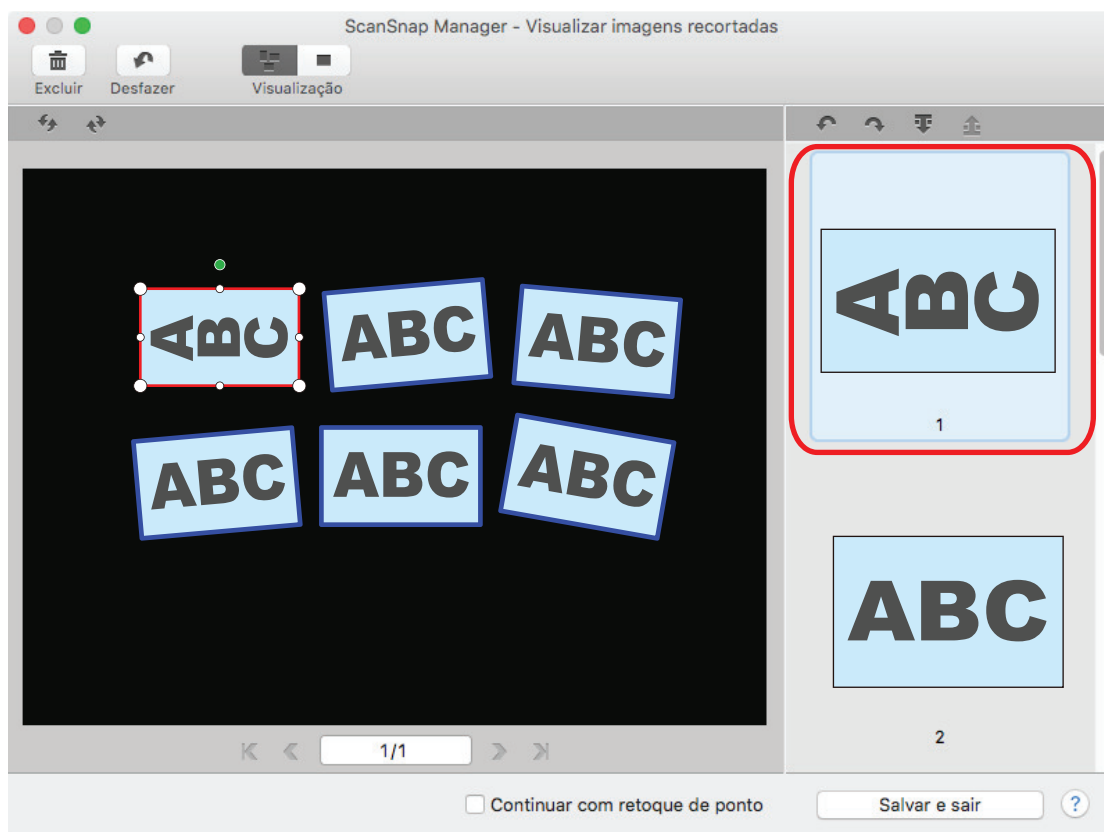 ScanSnap Manager - Visualizar imagens recortadas
Excluir Desfazer Visualização
ABC ABC ABC
ABC ABC ABC
1/1
ABC
1
ABC
2
Continuar com retoque de ponto
Salvar e sair ?